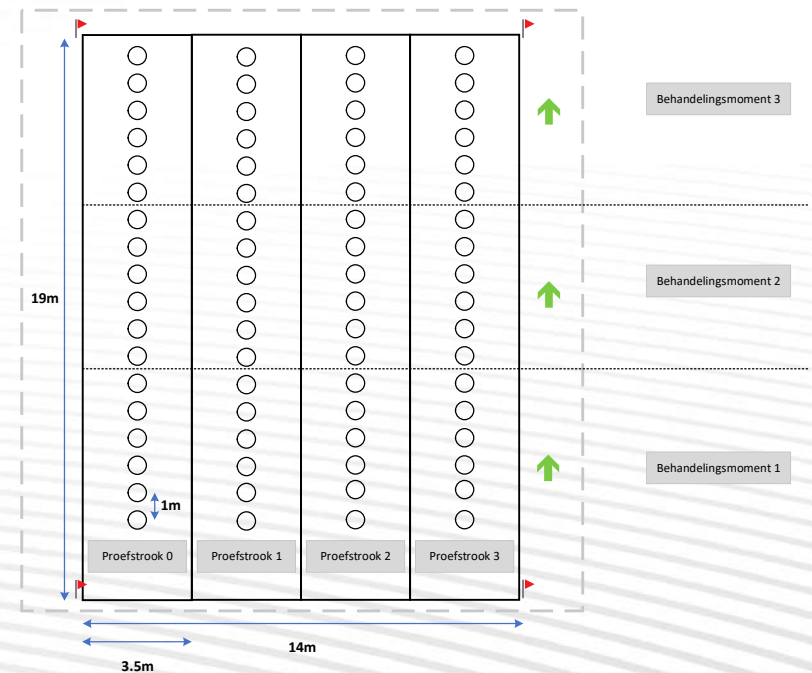 Behandelingsmoment 3
Behandelingsmoment 2
19m
Behandelingsmoment 1
1m
Proefstrook 0
Proefstrook 1
Proefstrook 2
Proefstrook 3
14m
3.5m